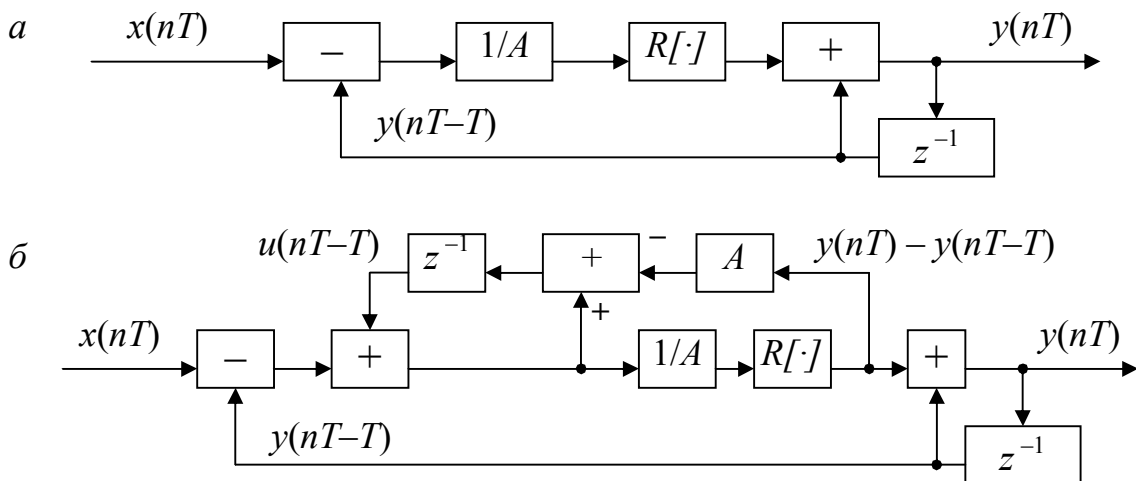 а
x(nT)
−
1/A
R[·]
+
y(nT)
y(nT–T)
z⁻¹
б
u(nT–T)
z⁻¹
+
−
A
y(nT) – y(nT–T)
+
x(nT)
−
+
1/A
R[·]
+
y(nT)
y(nT–T)
z⁻¹